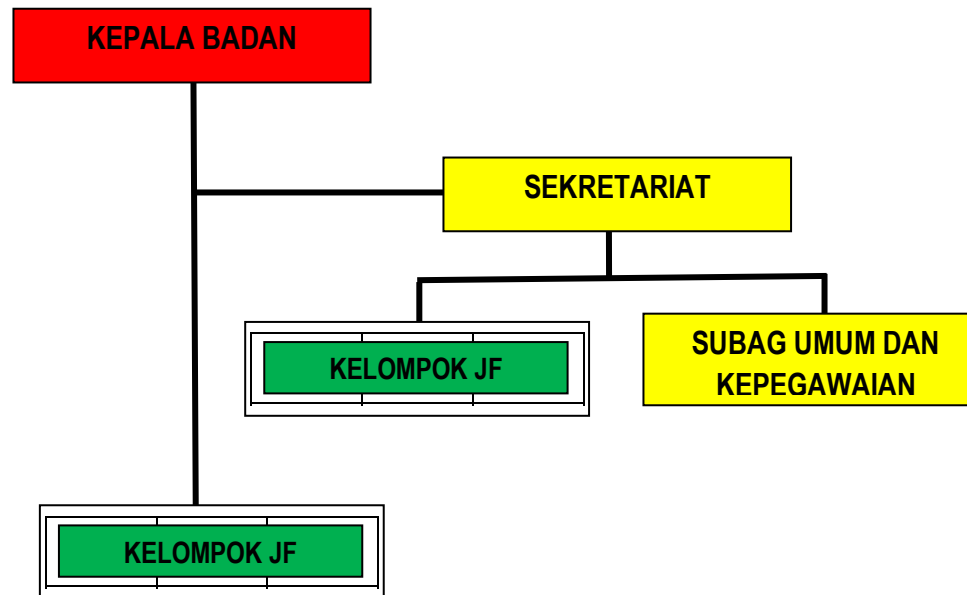 KEPALA BADAN
SEKRETARIAT
KELOMPOK JF
SUBAG UMUM DAN
KEPEGAWAIAN
KELOMPOK JF